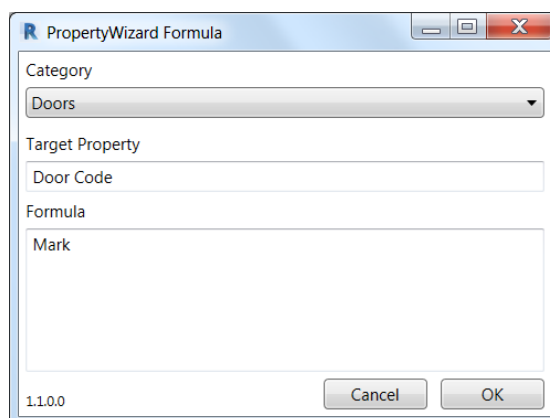 R PropertyWizard Formula
Category
Doors
Target Property
Door Code
Formula
Mark
1.1.0.0
Cancel OK